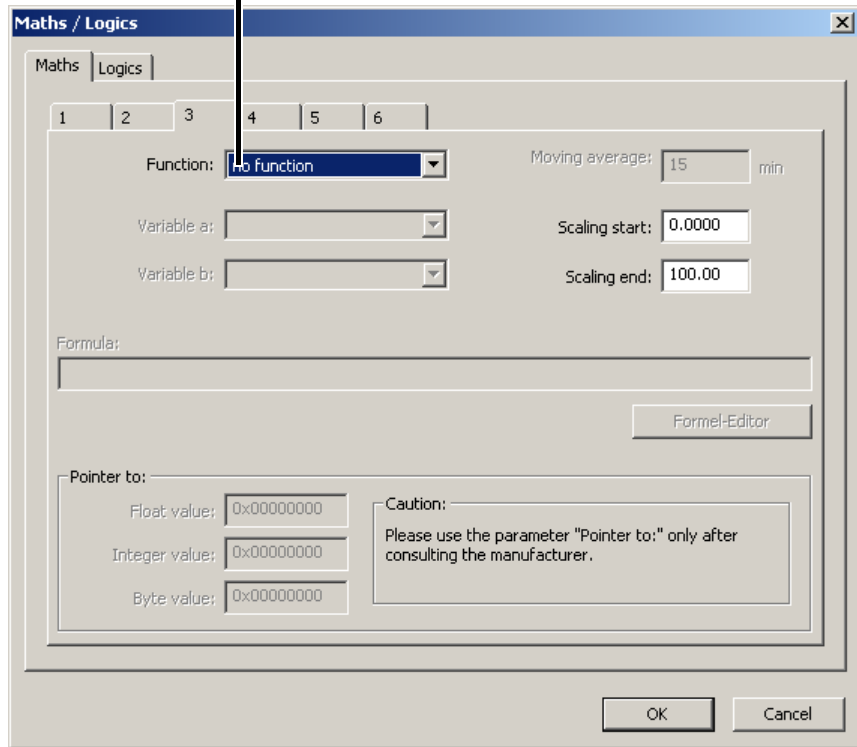 Maths / Logics
Maths Logics
1 2 3 4 5 6
Function: no function
Moving average: 15 min
Variable a:
Scaling start: 0.0000
Variable b:
Scaling end: 100.00
Formula:
Formel-Editor
Pointer to:
Float value: 0x00000000
Integer value: 0x00000000
Byte value: 0x00000000
Caution:
Please use the parameter "Pointer to:" only after
consulting the manufacturer.
OK Cancel